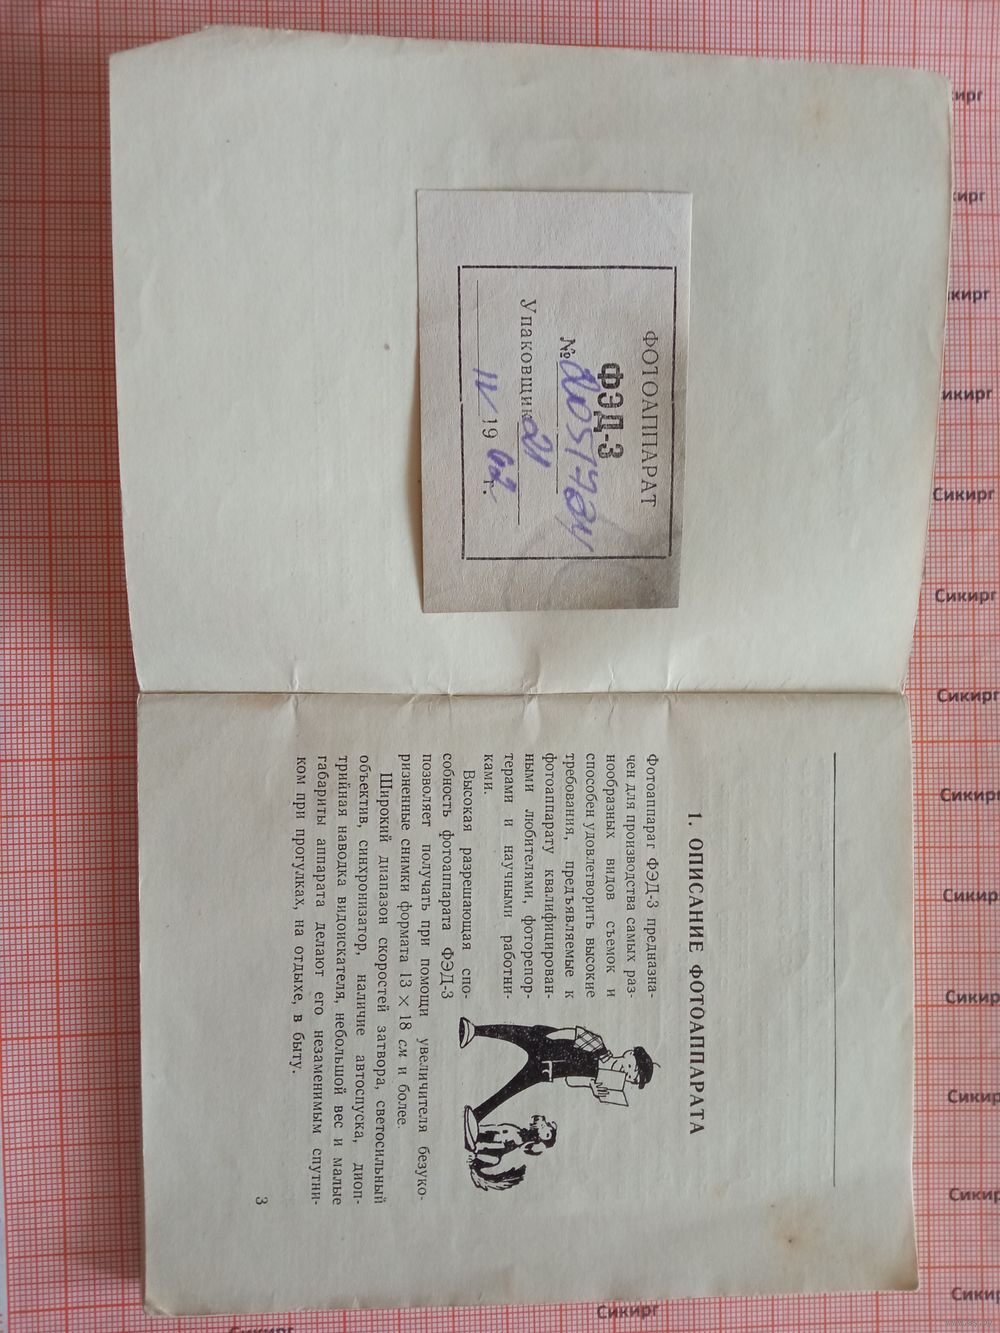 ФОТОАППАРАТ
ФЭД-3
№
Упаковщик 21
IV 1962 г.
1. ОПИСАНИЕ ФОТОАППАРАТА
Фотоаппарат ФЭД-3 предназна-
чен для производства самых раз-
нообразных видов съемок и
способен удовлетворить высокие
требования, предъявляемые к
фотоаппарату квалифицирован-
ными любителями, фоторепор-
терами и научными работни-
ками.
Высокая разрешающая спо-
собность фотоаппарата ФЭД-3
позволяет получать при помощи увеличителя безуко-
ризненные снимки формата 13 × 18 см и более.
Широкий диапазон скоростей затвора, светосильный
объектив, синхронизатор, наличие автоспуска, диоп-
трийная наводка видоискателя, небольшой вес и малые
габариты аппарата делают его незаменимым спутни-
ком при прогулках, на отдыхе, в быту.
3
Сикирг
Сикирг
Сикирг
Сикирг
Сикирг
Сикирг
Сикирг
Сикирг
Сикирг
Сикирг